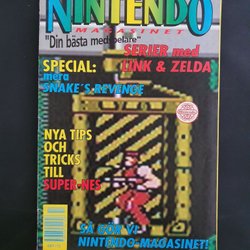 NINTENDO
MAGASINET
"Din bästa medspelare"
SERIER med
LINK & ZELDA
SPECIAL:
mera
SNAKE'S REVENGE
NYA TIPS
OCH
TRICKS
TILL
SUPER-NES
SÅ GÖR VI
NINTENDO-MAGASINET!